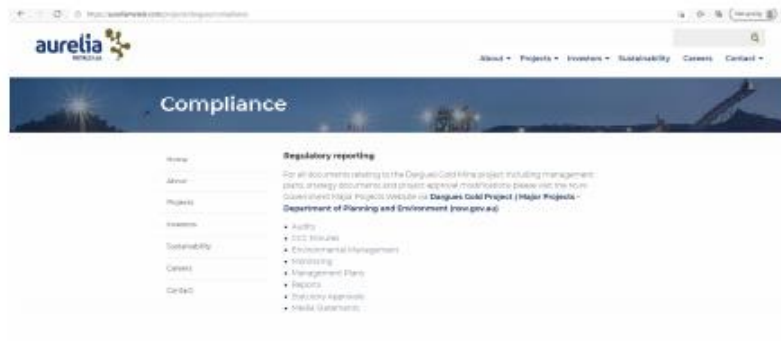 aurelia
METALS LTD
About Projects Investors Sustainability Careers Contact
Compliance
Home
About
Projects
Investors
Sustainability
Careers
Contact
Regulatory reporting
For all documents relating to the Dargues Gold Mine project including management
plans, strategy documents and project approval modifications please visit the NSW
Government Major Projects Website via Dargues Gold Project | Major Projects -
Department of Planning and Environment (nsw.gov.au)
• Audits
• CCC Minutes
• Environmental Management
• Monitoring
• Management Plans
• Reports
• Statutory Approvals
• Media Statements